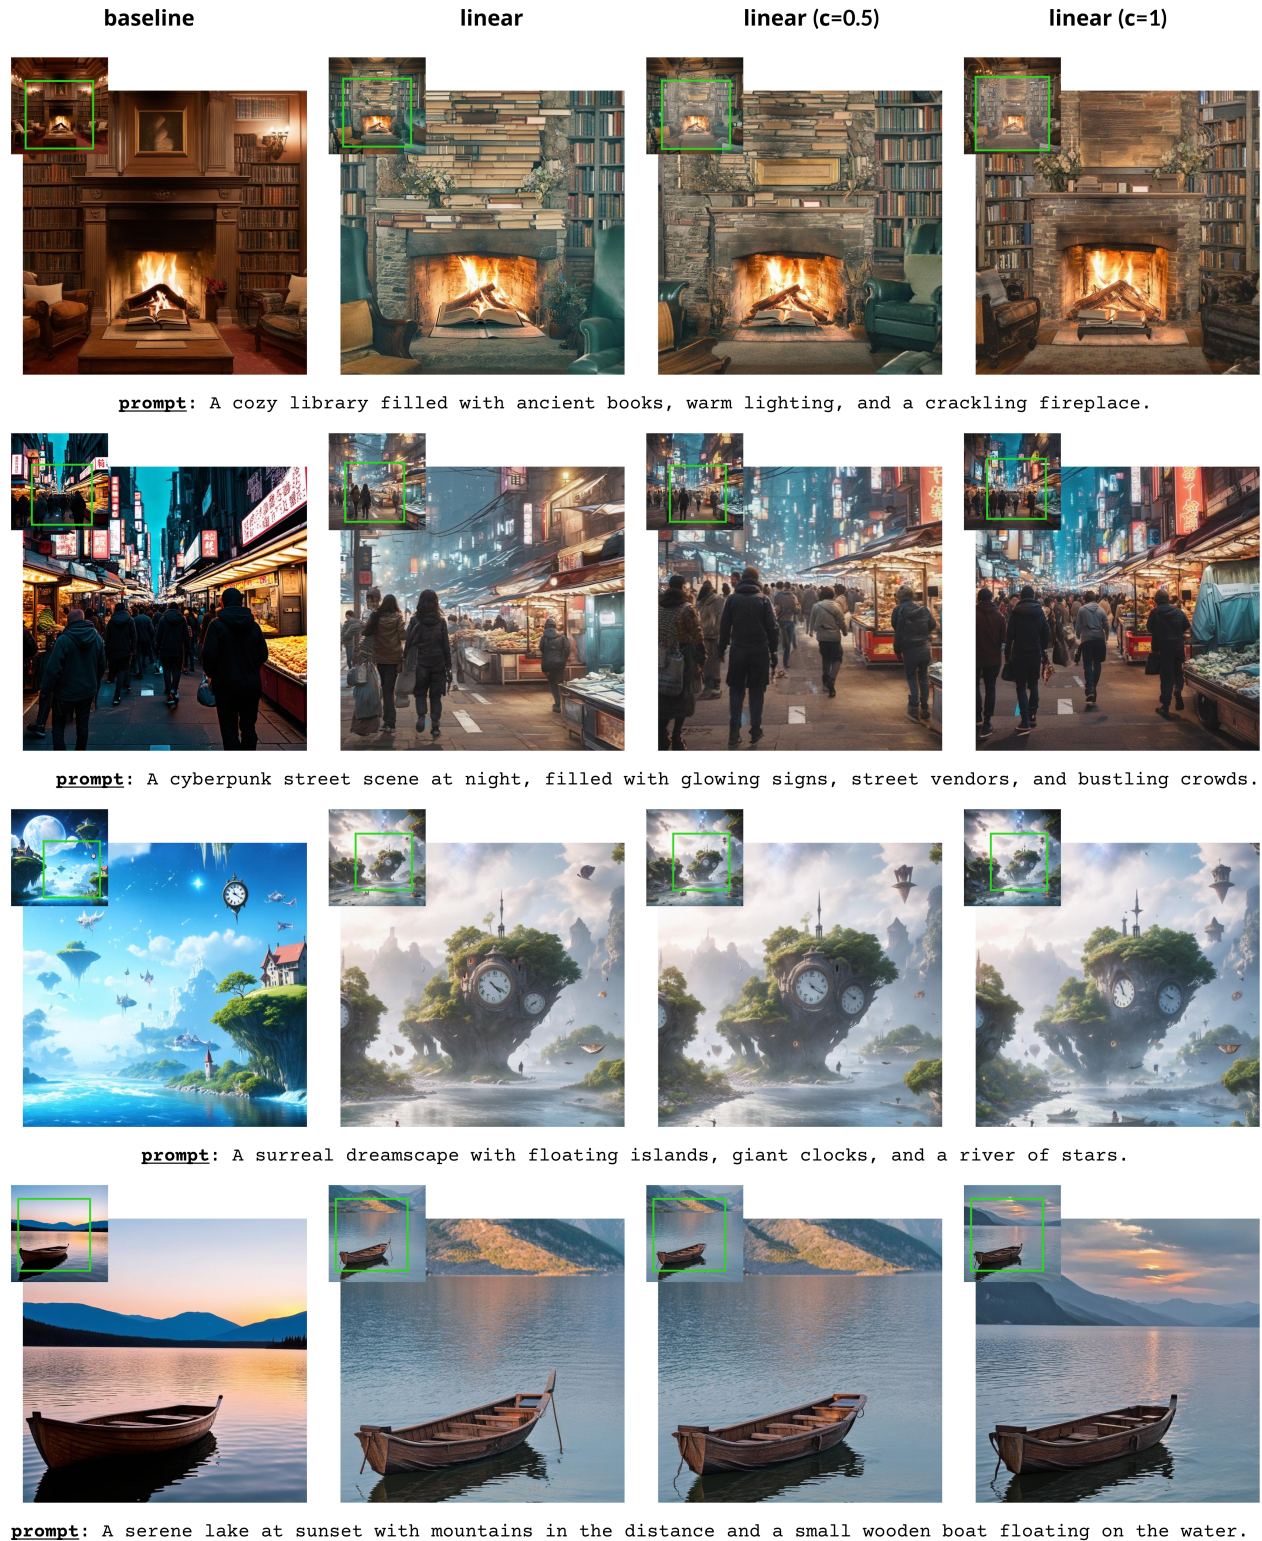 baseline linear linear (c=0.5) linear (c=1)
prompt: A cozy library filled with ancient books, warm lighting, and a crackling fireplace.
prompt: A cyberpunk street scene at night, filled with glowing signs, street vendors, and bustling crowds.
prompt: A surreal dreamscape with floating islands, giant clocks, and a river of stars.
prompt: A serene lake at sunset with mountains in the distance and a small wooden boat floating on the water.